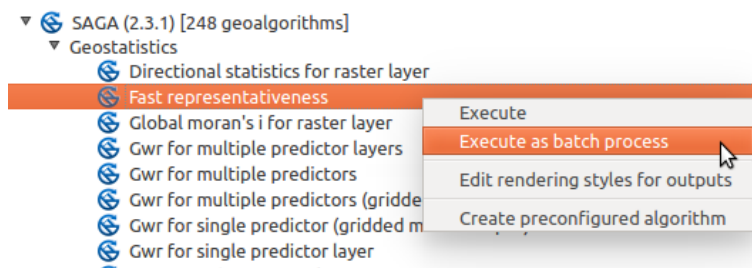 SAGA (2.3.1) [248 geoalgorithms]
Geostatistics
Directional statistics for raster layer
Fast representativeness
Global moran's i for raster layer
Gwr for multiple predictor layers
Gwr for multiple predictors
Gwr for multiple predictors (gridde
Gwr for single predictor (gridded m
Gwr for single predictor layer
Execute
Execute as batch process
Edit rendering styles for outputs
Create preconfigured algorithm